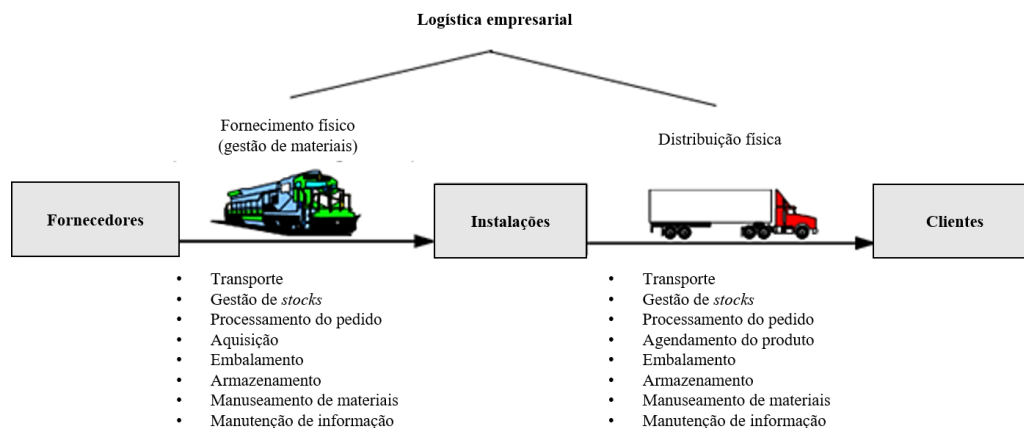 Logística empresarial
Fornecimento físico
(gestão de materiais)
Distribuição física
Fornecedores
Instalações
Clientes
• Transporte
• Gestão de stocks
• Processamento do pedido
• Aquisição
• Embalamento
• Armazenamento
• Manuseamento de materiais
• Manutenção de informação
• Transporte
• Gestão de stocks
• Processamento do pedido
• Agendamento do produto
• Embalamento
• Armazenamento
• Manuseamento de materiais
• Manutenção de informação